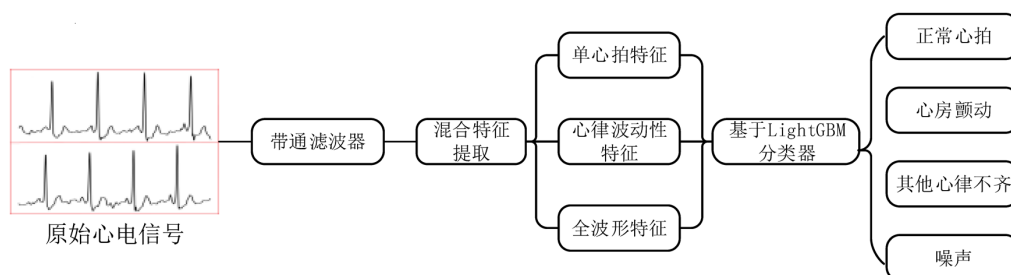 原始心电信号
带通滤波器
混合特征
提取
单心拍特征
心律波动性
特征
全波形特征
基于LightGBM
分类器
正常心拍
心房颤动
其他心律不齐
噪声